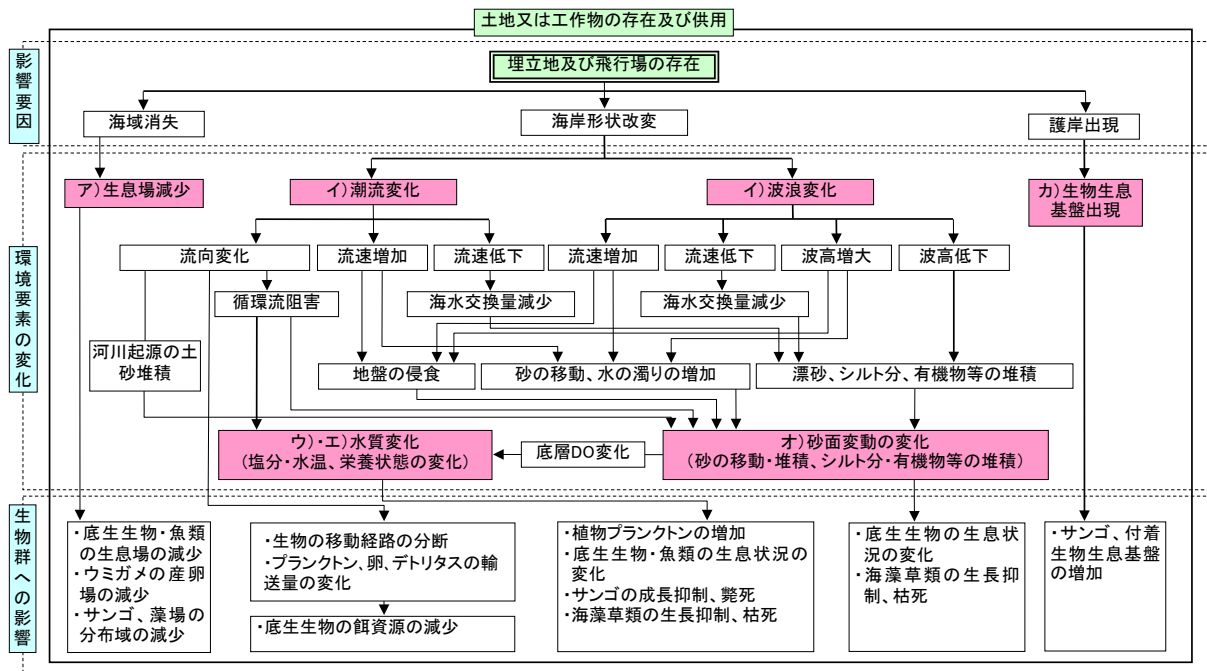 土地又は工作物の存在及び供用
影響要因
埋立地及び飛行場の存在
海域消失
海岸形状改変
護岸出現
環境要素の変化
ア)生息場減少
イ)潮流変化
イ)波浪変化
カ)生物生息
基盤出現
流向変化
流速増加
流速低下
流速増加
流速低下
波高増大
波高低下
循環流阻害
海水交換量減少
海水交換量減少
河川起源の土
砂堆積
地盤の侵食
砂の移動、水の濁りの増加
漂砂、シルト分、有機物等の堆積
ウ)・エ)水質変化
(塩分・水温、栄養状態の変化)
底層DO変化
オ)砂面変動の変化
(砂の移動・堆積、シルト分・有機物等の堆積)
生物群への影響
・底生生物・魚類
の生息場の減少
・ウミガメの産卵
場の減少
・サンゴ、藻場の
分布域の減少
・生物の移動経路の分断
・プランクトン、卵、デトリタスの輸
送量の変化
・底生生物の餌資源の減少
・植物プランクトンの増加
・底生生物・魚類の生息状況の
変化
・サンゴの成長抑制、斃死
・海藻草類の生長抑制、枯死
・底生生物の生息状
況の変化
・海藻草類の生長抑
制、枯死
・サンゴ、付着
生物生息基盤
の増加